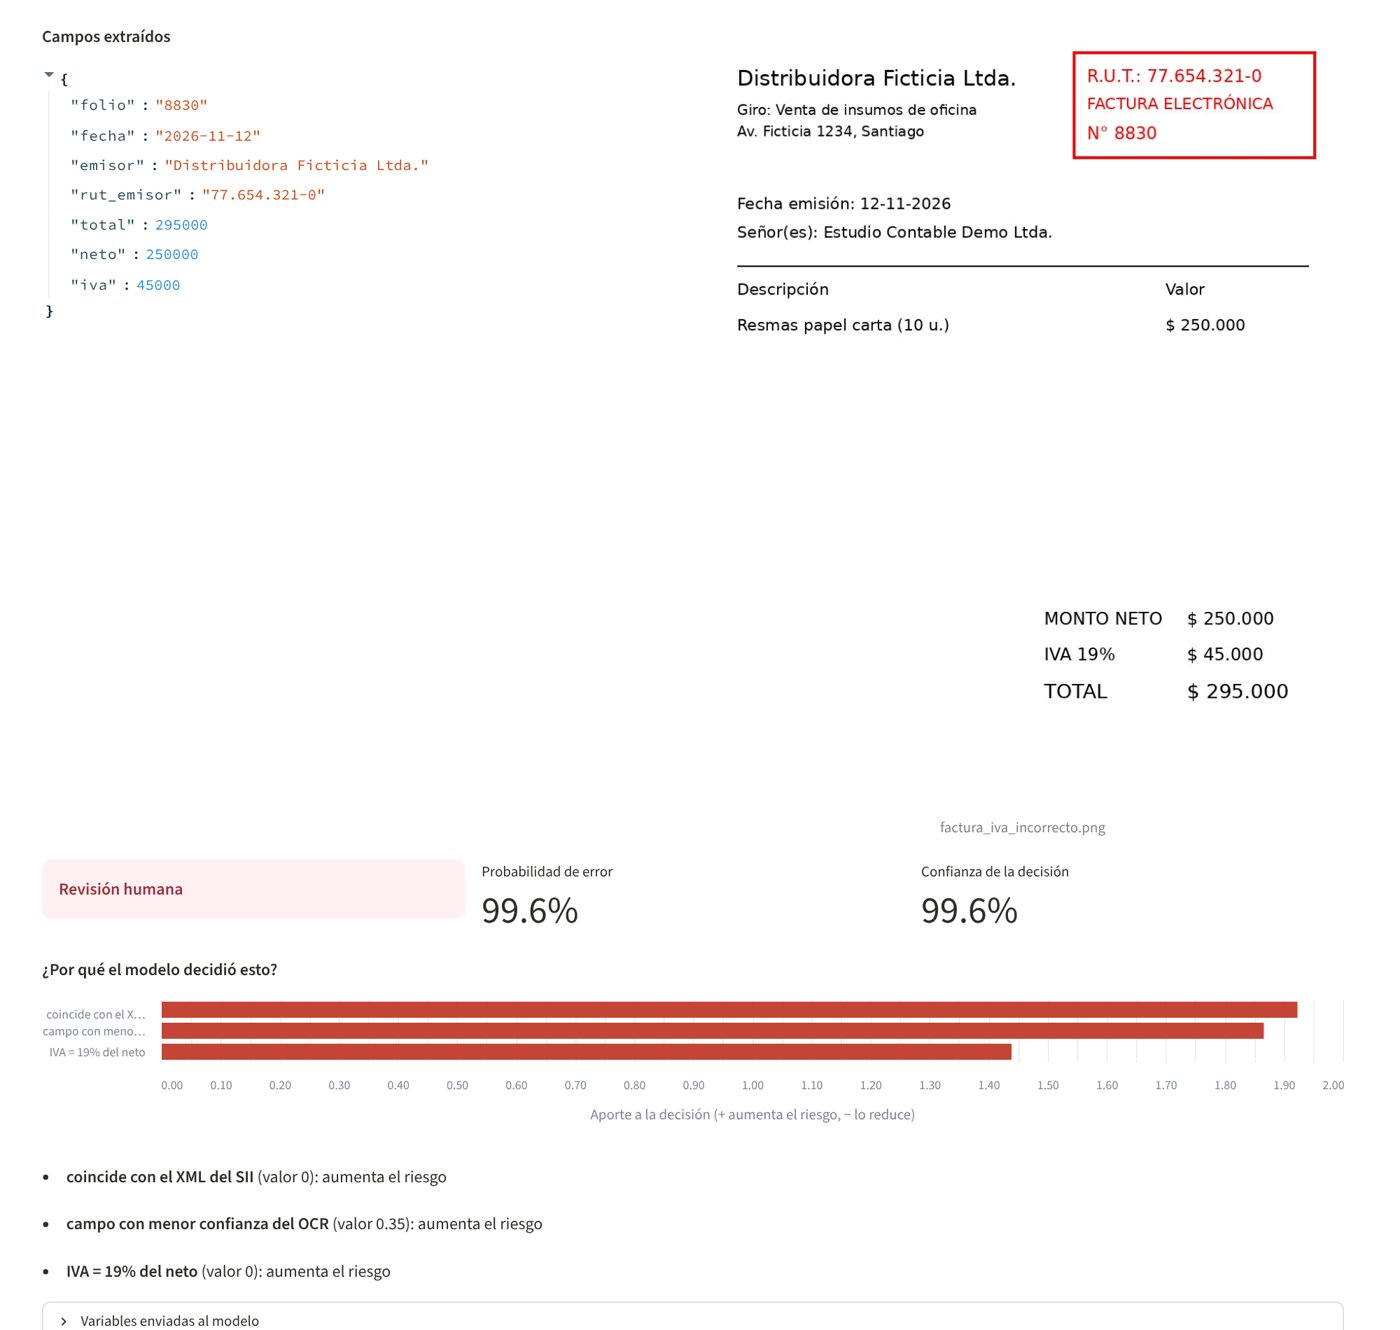 Campos extraídos
{
"folio" : "8830"
"fecha" : "2026-11-12"
"emisor" : "Distribuidora Ficticia Ltda."
"rut_emisor" : "77.654.321-0"
"total" : 295000
"neto" : 250000
"iva" : 45000
}
Distribuidora Ficticia Ltda.
Giro: Venta de insumos de oficina
Av. Ficticia 1234, Santiago
R.U.T.: 77.654.321-0
FACTURA ELECTRÓNICA
N° 8830
Fecha emisión: 12-11-2026
Señor(es): Estudio Contable Demo Ltda.
Descripción Valor
Resmas papel carta (10 u.) $ 250.000
MONTO NETO $ 250.000
IVA 19% $ 45.000
TOTAL $ 295.000
factura_iva_incorrecto.png
Revisión humana
Probabilidad de error
99.6%
Confianza de la decisión
99.6%
¿Por qué el modelo decidió esto?
coincide con el X…
campo con meno…
IVA = 19% del neto
0.00 0.10 0.20 0.30 0.40 0.50 0.60 0.70 0.80 0.90 1.00 1.10 1.20 1.30 1.40 1.50 1.60 1.70 1.80 1.90 2.00
Aporte a la decisión (+ aumenta el riesgo, − lo reduce)
• coincide con el XML del SII (valor 0): aumenta el riesgo
• campo con menor confianza del OCR (valor 0.35): aumenta el riesgo
• IVA = 19% del neto (valor 0): aumenta el riesgo
Variables enviadas al modelo